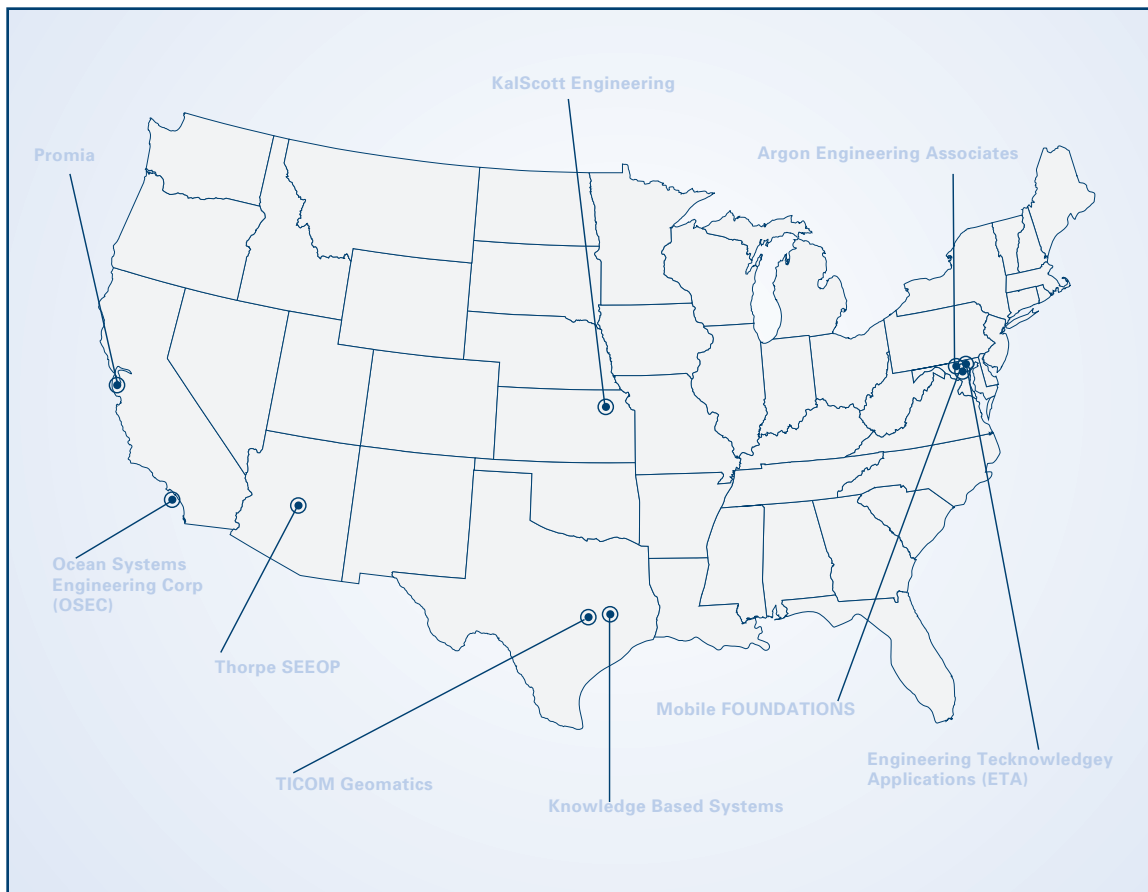 KalScott Engineering
Promia
Argon Engineering Associates
Ocean Systems
Engineering Corp
(OSEC)
Thorpe SEEOP
Mobile FOUNDATIONS
Engineering Tecknowledgey
Applications (ETA)
TICOM Geomatics
Knowledge Based Systems